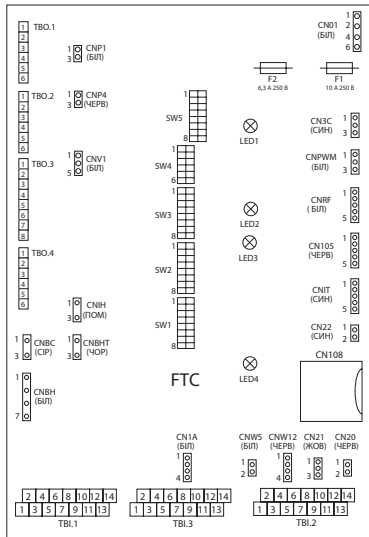 TBO.1
1
2
3
4
5
6
1
3
CNP1
(БІЛ)
CN01
(БІЛ)
1
2
4
6
F2
6,3 А 250 В
F1
10 А 250 В
TBO.2
1
2
3
4
5
6
1
3
CNP4
(ЧЕРВ)
SW5
1
8
LED1
CN3C
(СИН)
1
3
TBO.3
1
2
3
4
5
6
7
8
CNV1
(БІЛ)
1
5
SW4
1
6
CNPWM
(БІЛ)
1
3
SW3
1
8
LED2
CNRF
(БІЛ)
1
5
TBO.4
1
2
3
4
5
6
SW2
1
8
LED3
CN105
(ЧЕРВ)
1
5
CNIH
(ПОМ)
1
3
SW1
1
8
CNIT
(СИН)
1
5
1
3
CNBC
(СІР)
1
3
CNBHT
(ЧОР)
CN22
(СИН)
1
2
1
7
CNBH
(БІЛ)
FTC
LED4
CN108
CN1A
(БІЛ)
1
4
CNW5
(БІЛ)
1
2
CNW12
(ЧЕРВ)
1
4
CN21
(ЖОВ)
1
3
CN20
(ЧЕРВ)
1
2
2 4 6 8 10 12 14
1 3 5 7 9 11 13
TBI.1
2 4 6 8 10 12 14
1 3 5 7 9 11 13
TBI.3
2 4 6 8 10 12 14
1 3 5 7 9 11 13
TBI.2